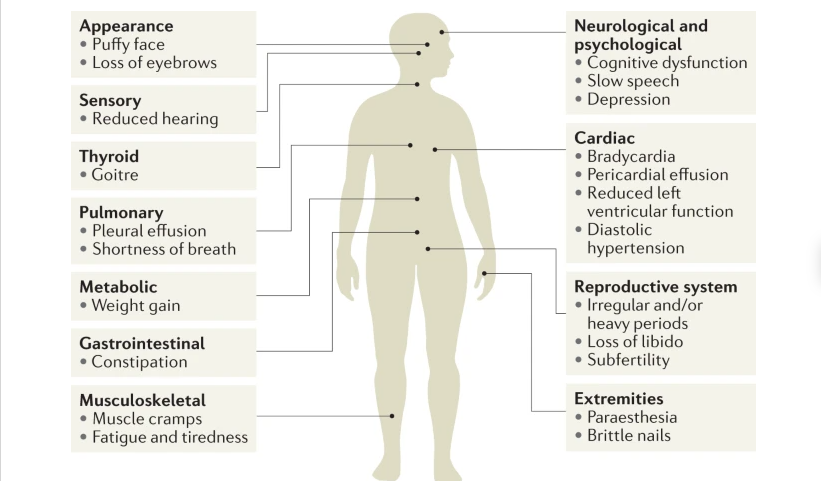 Appearance
• Puffy face
• Loss of eyebrows
Sensory
• Reduced hearing
Thyroid
• Goitre
Pulmonary
• Pleural effusion
• Shortness of breath
Metabolic
• Weight gain
Gastrointestinal
• Constipation
Musculoskeletal
• Muscle cramps
• Fatigue and tiredness
Neurological and
psychological
• Cognitive dysfunction
• Slow speech
• Depression
Cardiac
• Bradycardia
• Pericardial effusion
• Reduced left
ventricular function
• Diastolic
hypertension
Reproductive system
• Irregular and/or
heavy periods
• Loss of libido
• Subfertility
Extremities
• Paraesthesia
• Brittle nails